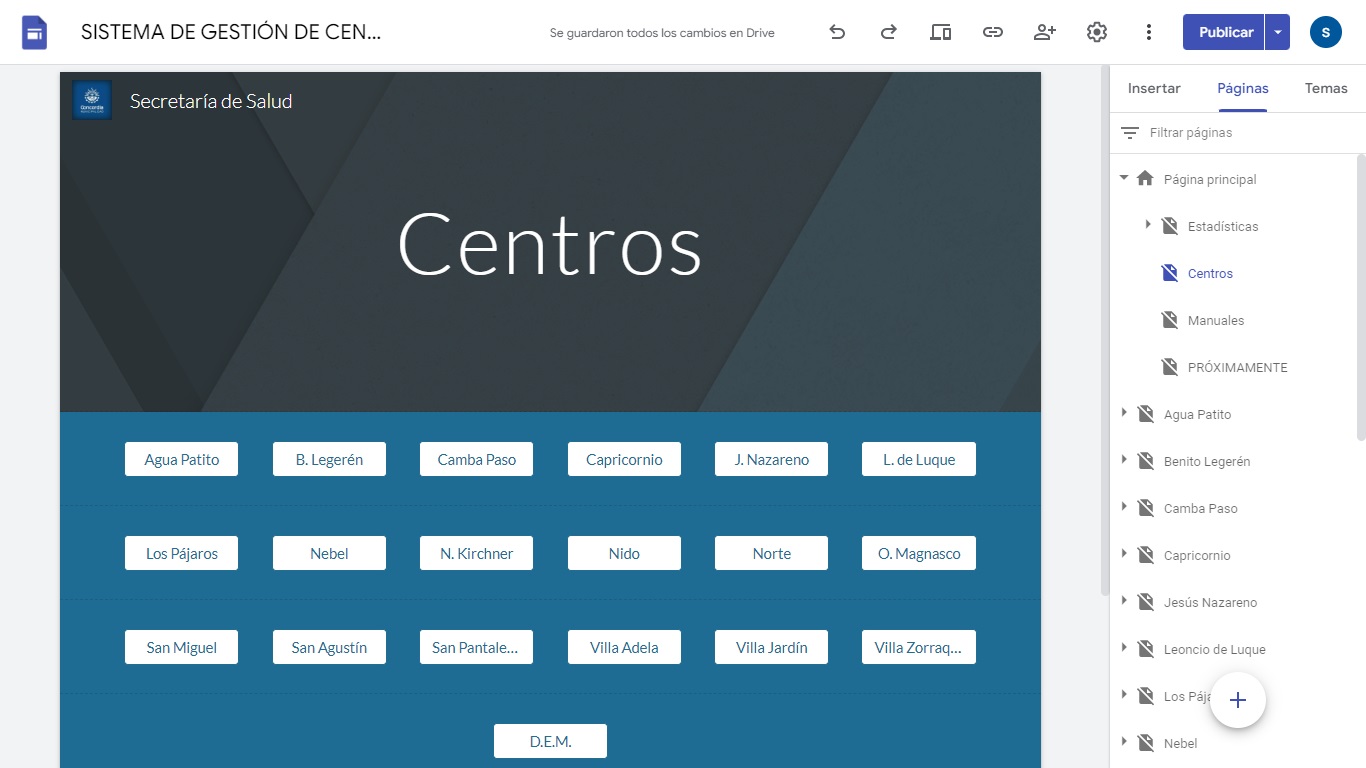 SISTEMA DE GESTIÓN DE CEN...
Se guardaron todos los cambios en Drive
Publicar
S
Insertar
Páginas
Temas
Filtrar páginas
Concordia
Secretaría de Salud
Centros
Agua Patito
B. Legerén
Camba Paso
Capricornio
J. Nazareno
L. de Luque
Los Pájaros
Nebel
N. Kirchner
Nido
Norte
O. Magnasco
San Miguel
San Agustín
San Pantale...
Villa Adela
Villa Jardín
Villa Zorraq...
D.E.M.
Página principal
Estadísticas
Centros
Manuales
PRÓXIMAMENTE
Agua Patito
Benito Legerén
Camba Paso
Capricornio
Jesús Nazareno
Leoncio de Luque
Los Pája
Nebel